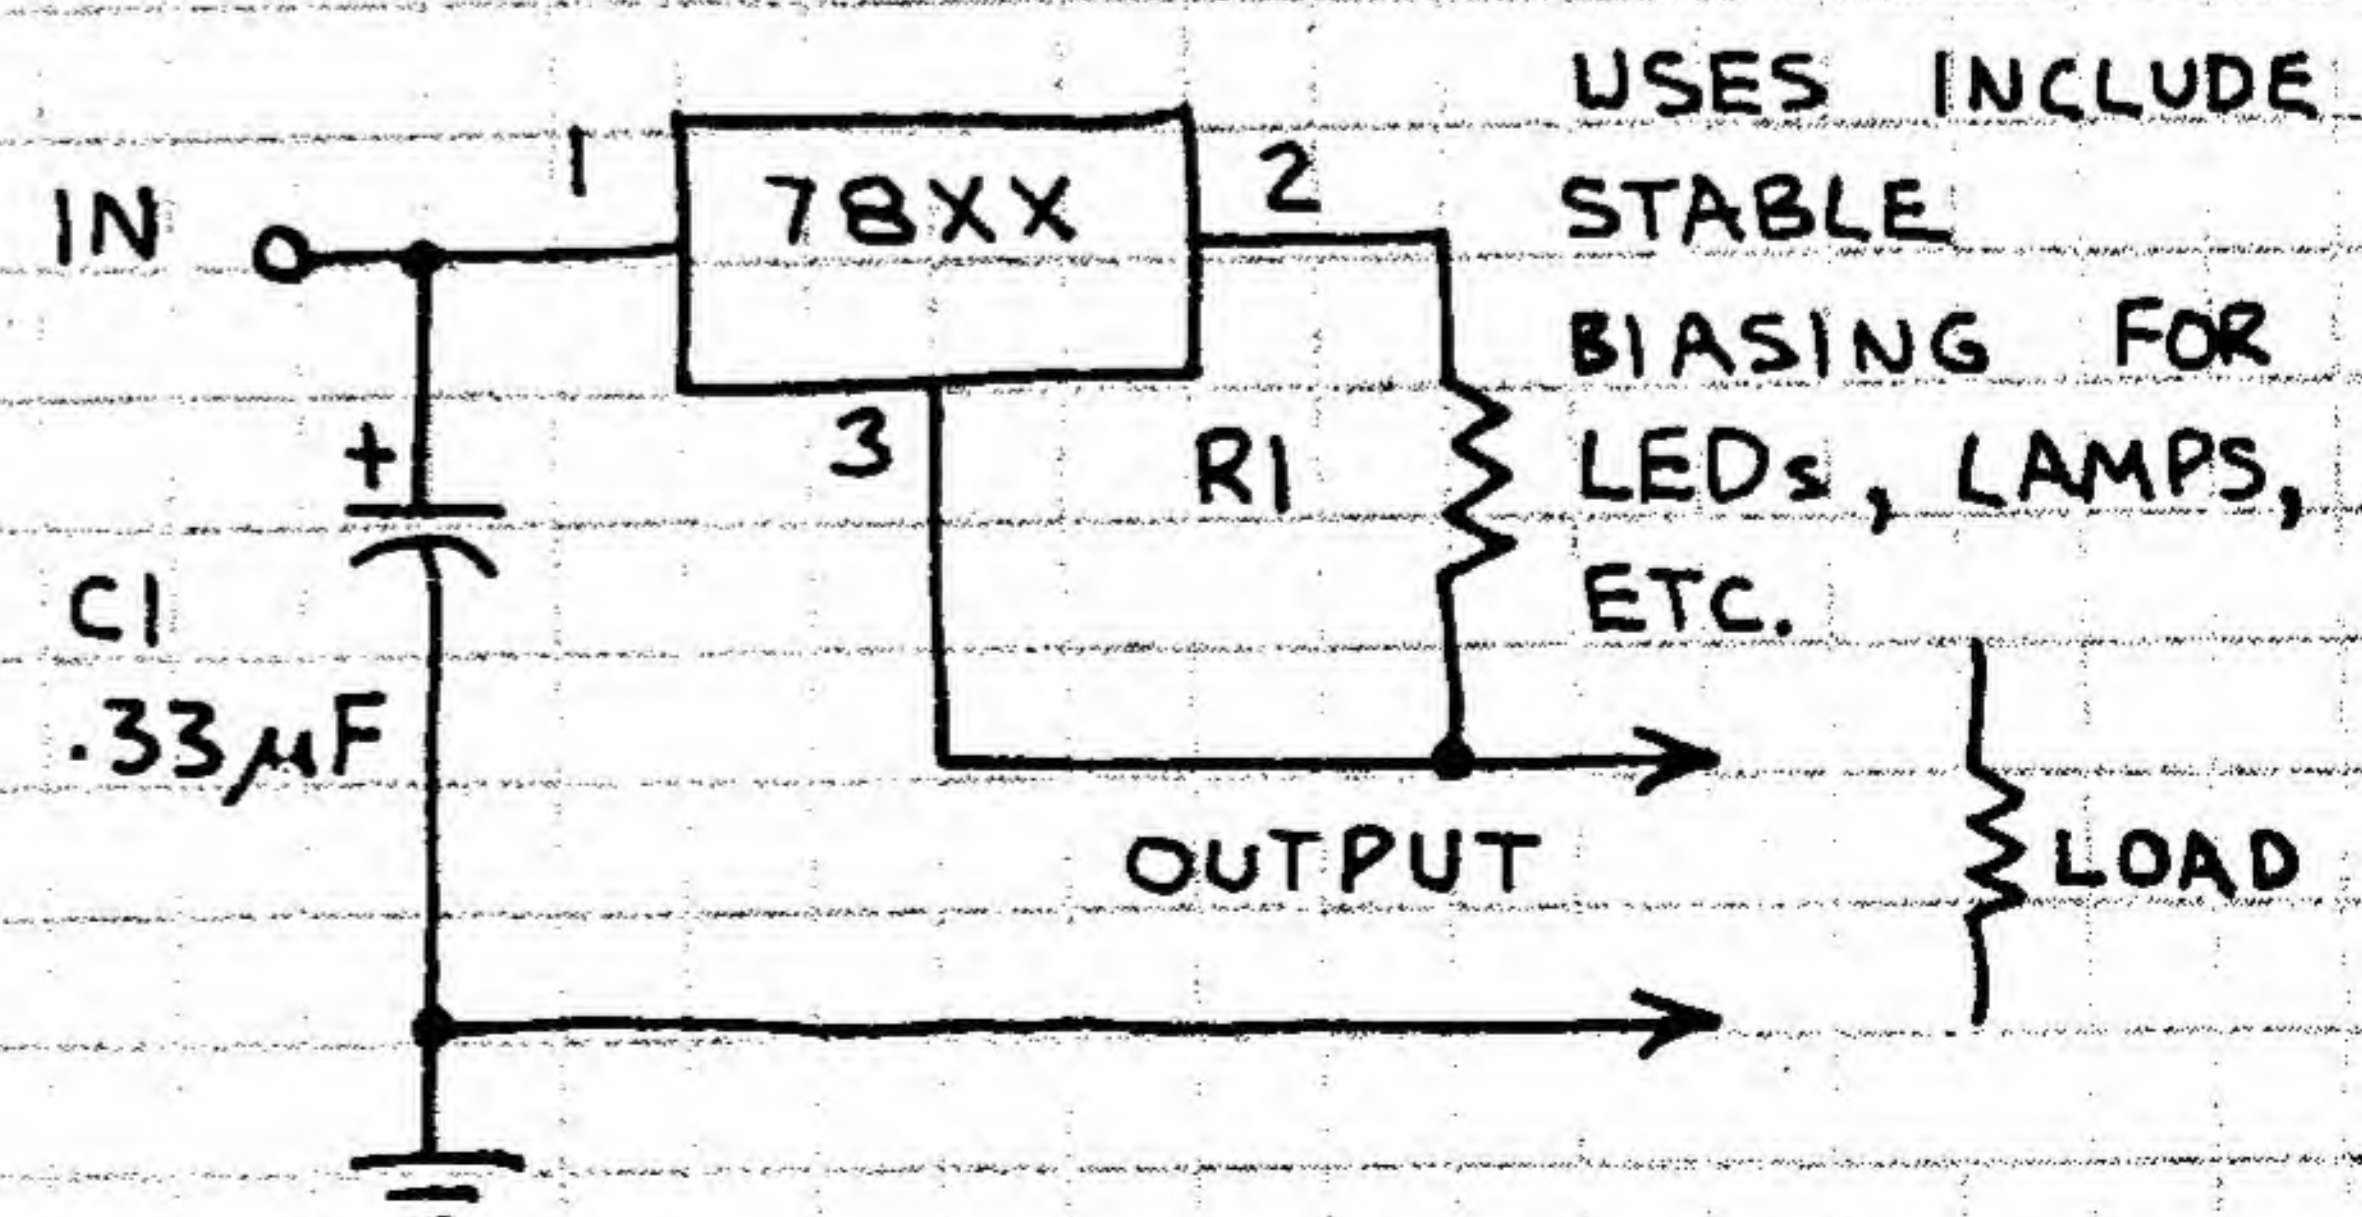 USES INCLUDE
STABLE
BIASING FOR
LEDs, LAMPS,
ETC.
IN
1
78XX
2
3
R1
+
C1
.33µF
OUTPUT
LOAD